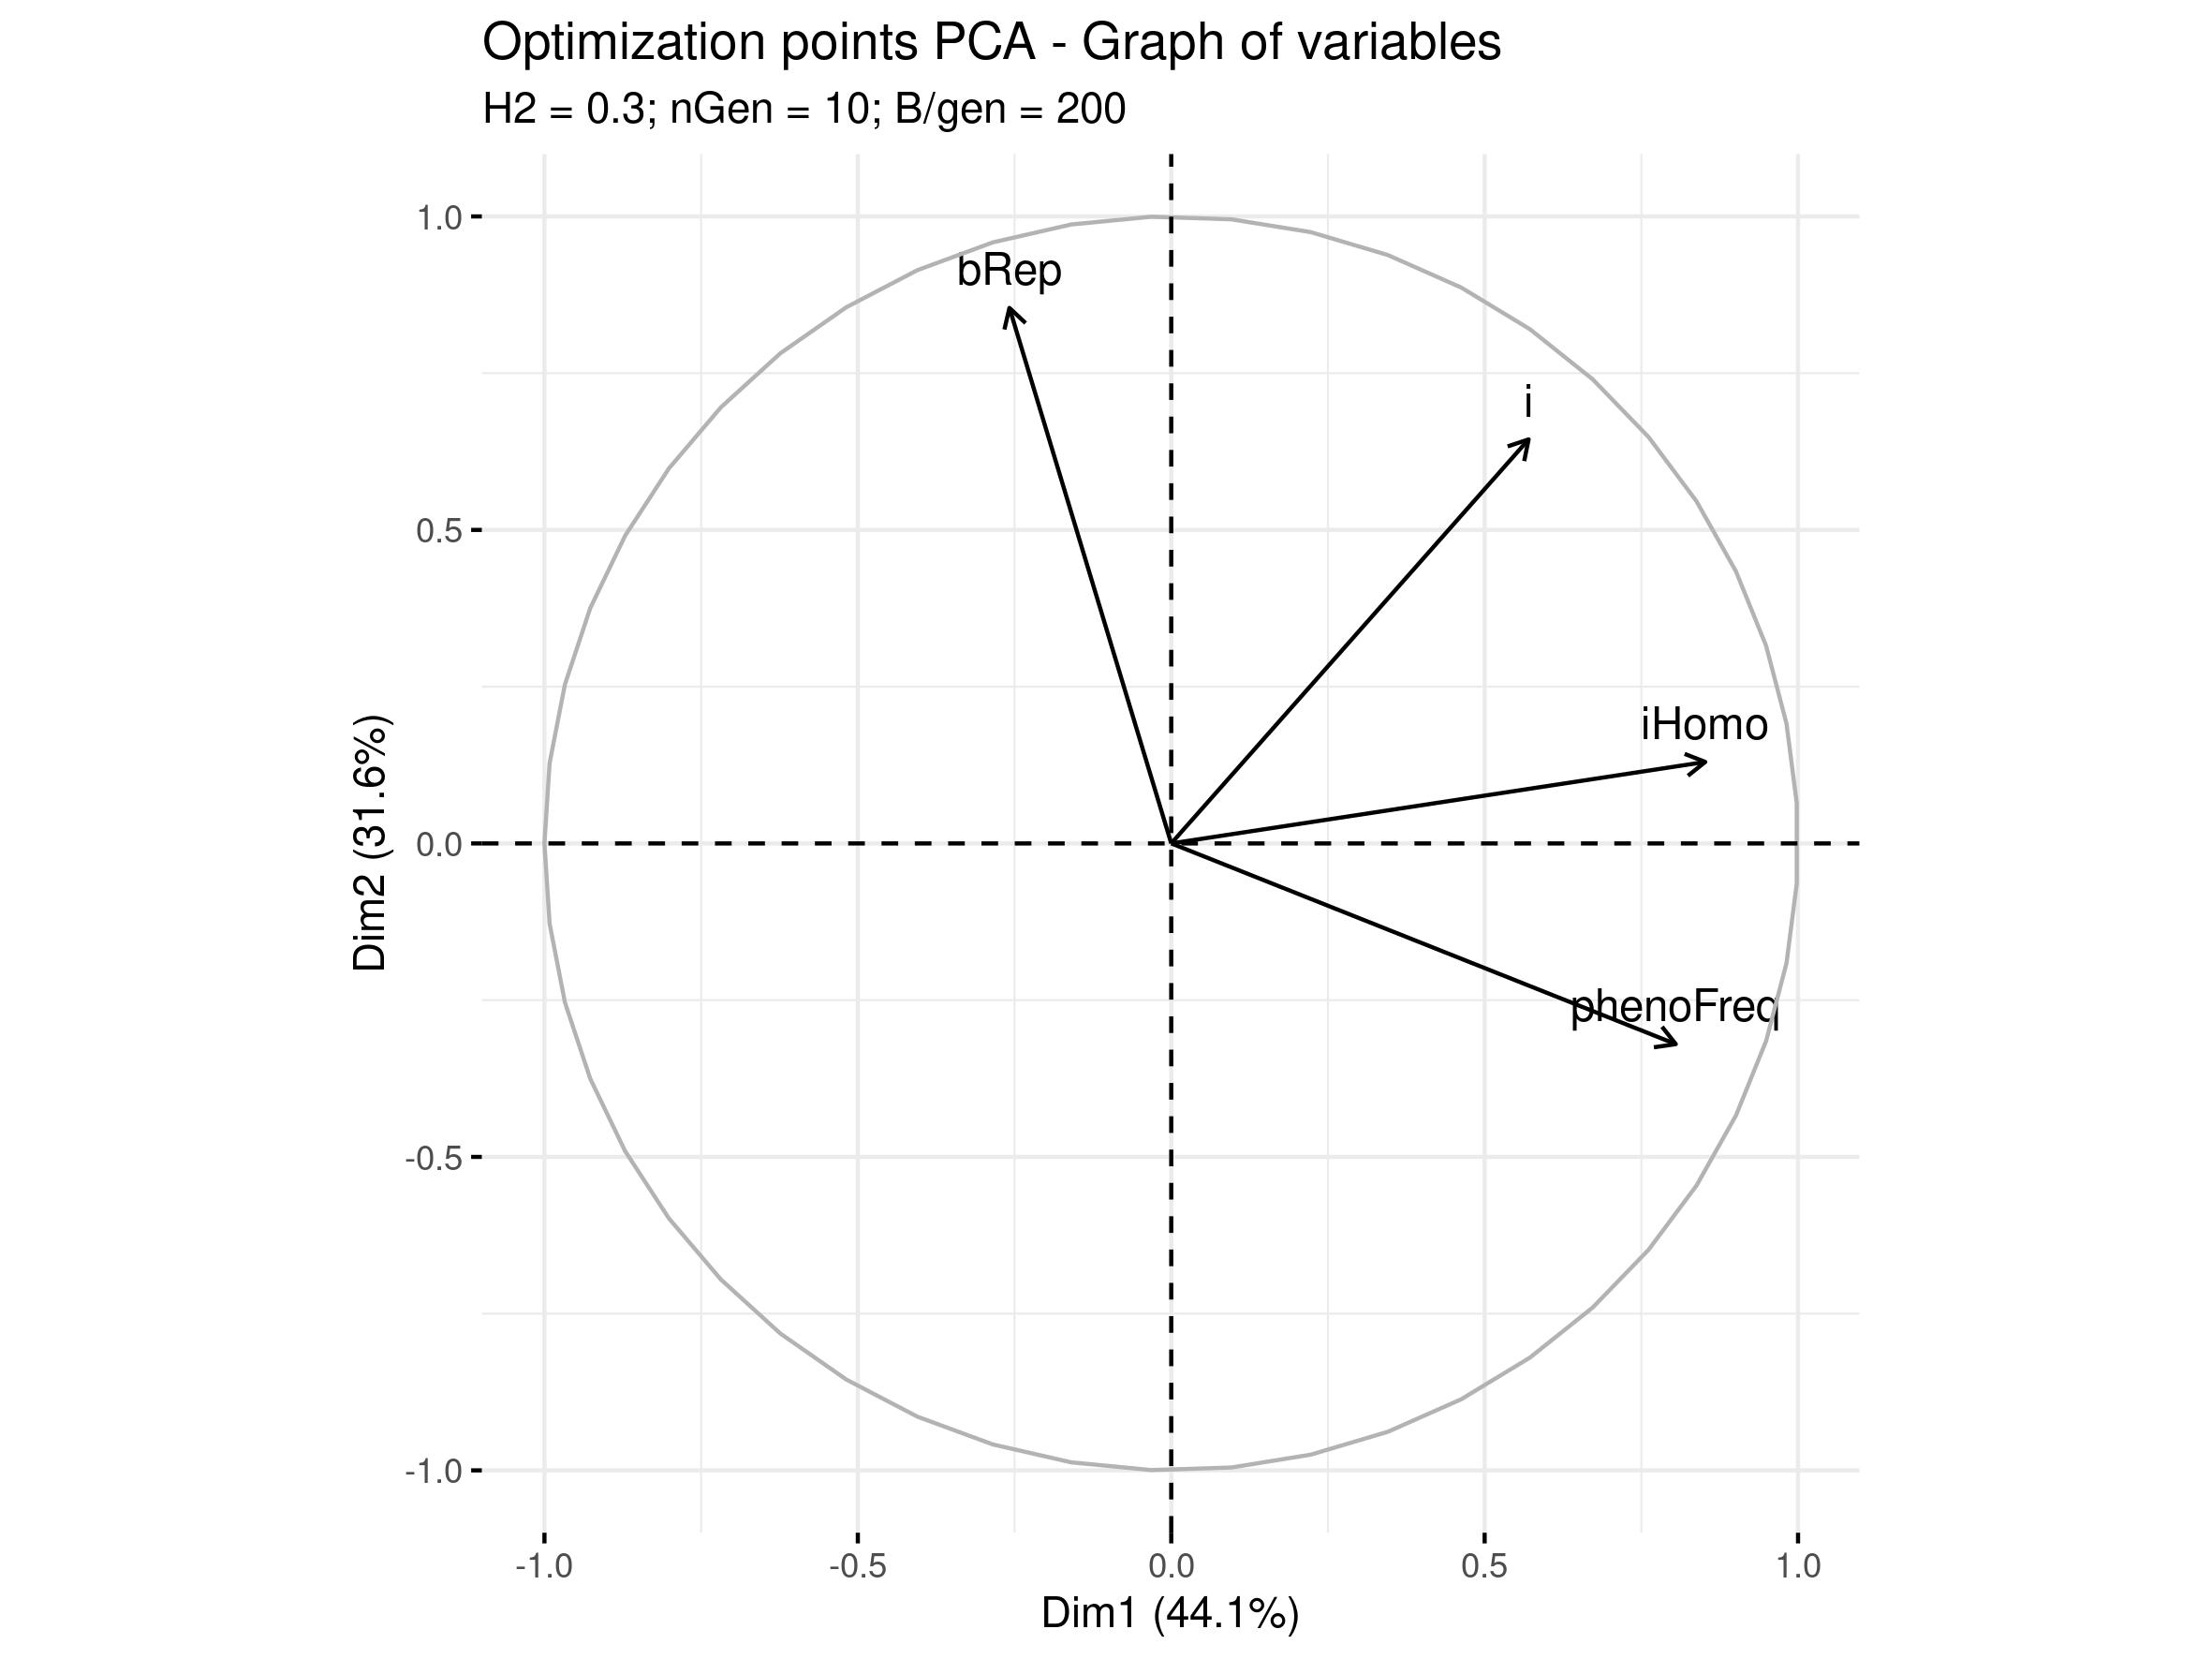 Optimization points PCA - Graph of variables
H2 = 0.3; nGen = 10; B/gen = 200
1.0
0.5
0.0
-0.5
-1.0
Dim2 (31.6%)
bRep
i
iHomo
phenoFreq
-1.0
-0.5
0.0
0.5
1.0
Dim1 (44.1%)